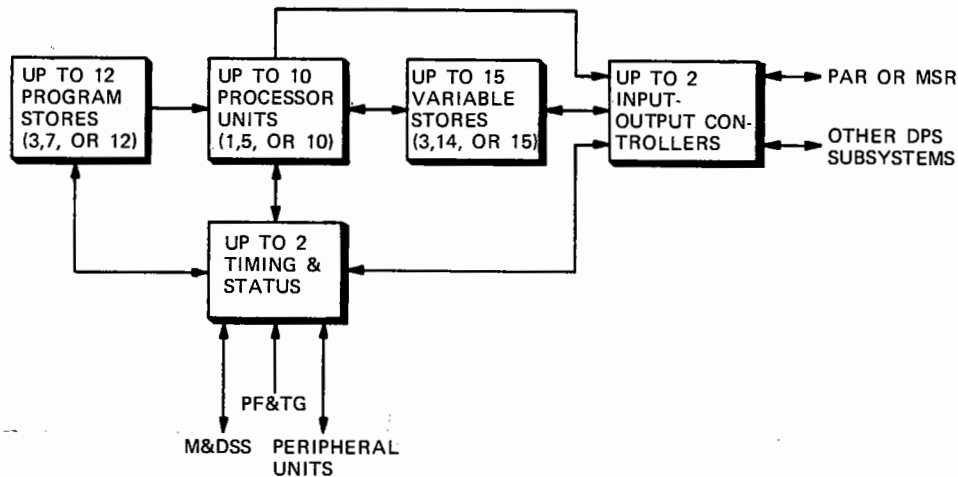 UP TO 12
PROGRAM
STORES
(3,7, OR 12)
UP TO 10
PROCESSOR
UNITS
(1,5, OR 10)
UP TO 15
VARIABLE
STORES
(3,14, OR 15)
UP TO 2
INPUT-
OUTPUT CON-
TROLLERS
PAR OR MSR
OTHER DPS
SUBSYSTEMS
UP TO 2
TIMING &
STATUS
PF&TG
M&DSS
PERIPHERAL
UNITS